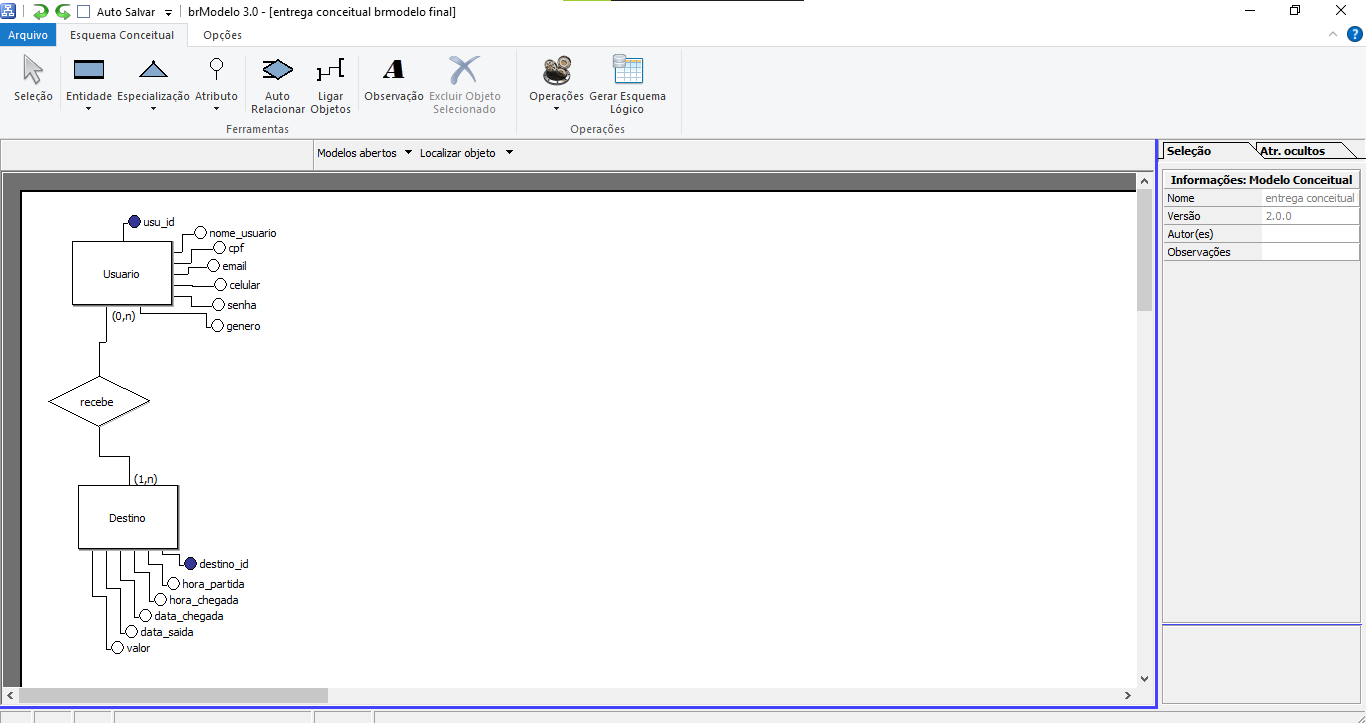 Auto Salvar
brModelo 3.0 - [entrega conceitual brmodelo final]
Arquivo
Esquema Conceitual
Opções
?
Seleção
Entidade
Especialização
Atributo
Auto
Relacionar
Ligar
Objetos
A
Observação
Excluir Objeto
Selecionado
Operações
Gerar Esquema
Lógico
Ferramentas
Operações
Modelos abertos
Localizar objeto
Seleção
Atr. ocultos
Informações: Modelo Conceitual
Nome entrega conceitual
Versão 2.0.0
Autor(es)
Observações
usu_id
nome_usuario
cpf
email
celular
senha
genero
Usuario
(0,n)
recebe
(1,n)
Destino
destino_id
hora_partida
hora_chegada
data_chegada
data_saida
valor